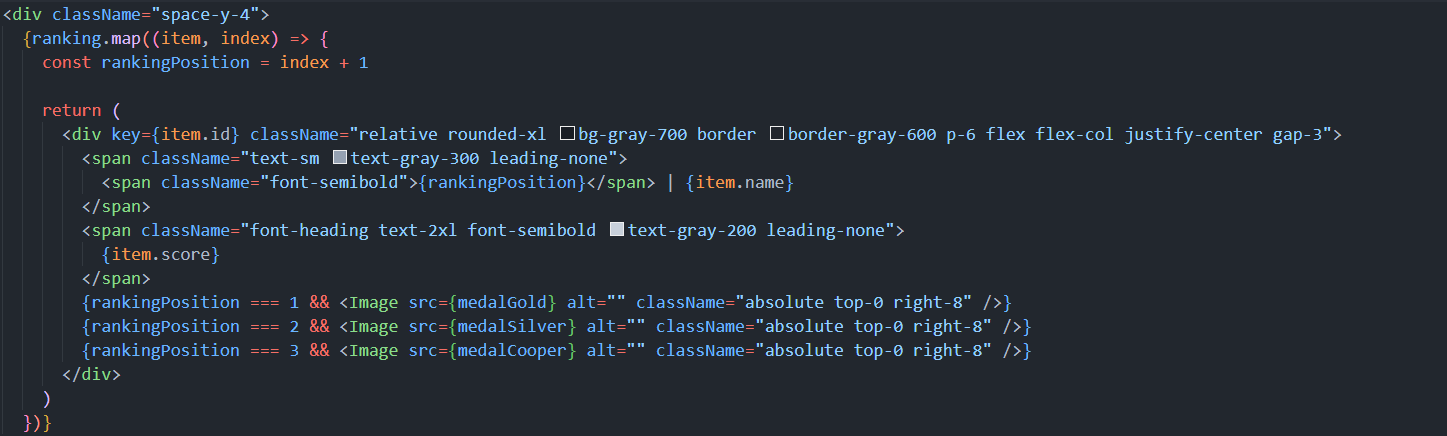 <div className="space-y-4">
{ranking.map((item, index) => {
const rankingPosition = index + 1
return (
<div key={item.id} className="relative rounded-xl bg-gray-700 border border-gray-600 p-6 flex flex-col justify-center gap-3">
<span className="text-sm text-gray-300 leading-none">
<span className="font-semibold">{rankingPosition}</span> | {item.name}
</span>
<span className="font-heading text-2xl font-semibold text-gray-200 leading-none">
{item.score}
</span>
{rankingPosition === 1 && <Image src={medalGold} alt="" className="absolute top-0 right-8" />}
{rankingPosition === 2 && <Image src={medalSilver} alt="" className="absolute top-0 right-8" />}
{rankingPosition === 3 && <Image src={medalCooper} alt="" className="absolute top-0 right-8" />}
</div>
)
})}